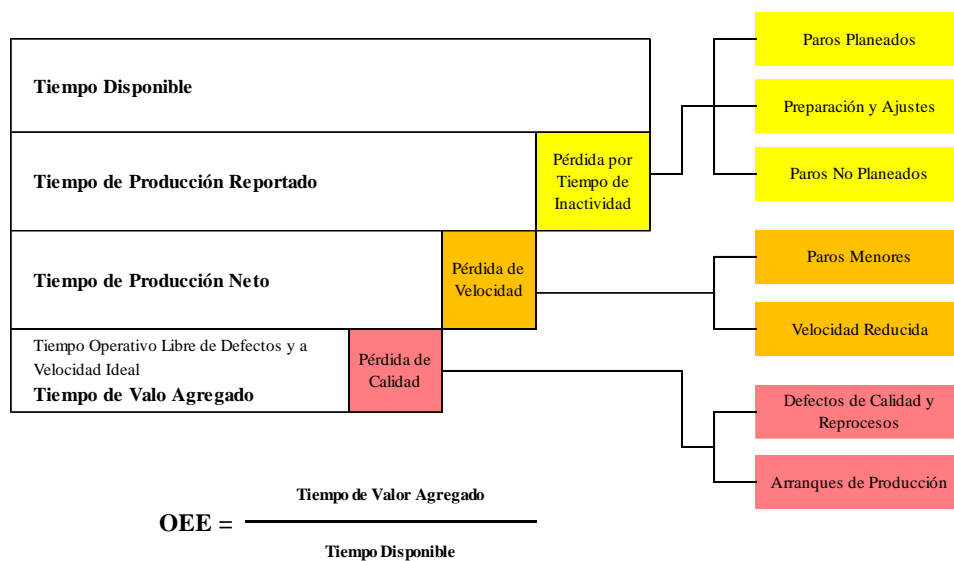 Paros Planeados
Tiempo Disponible
Preparación y Ajustes
Tiempo de Producción Reportado
Pérdida por
Tiempo de
Inactividad
Paros No Planeados
Tiempo de Producción Neto
Pérdida de
Velocidad
Paros Menores
Velocidad Reducida
Tiempo Operativo Libre de Defectos y a
Velocidad Ideal
Tiempo de Valo Agregado
Pérdida de
Calidad
Defectos de Calidad y
Reprocesos
Arranques de Producción
Tiempo de Valor Agregado
OEE =
Tiempo Disponible